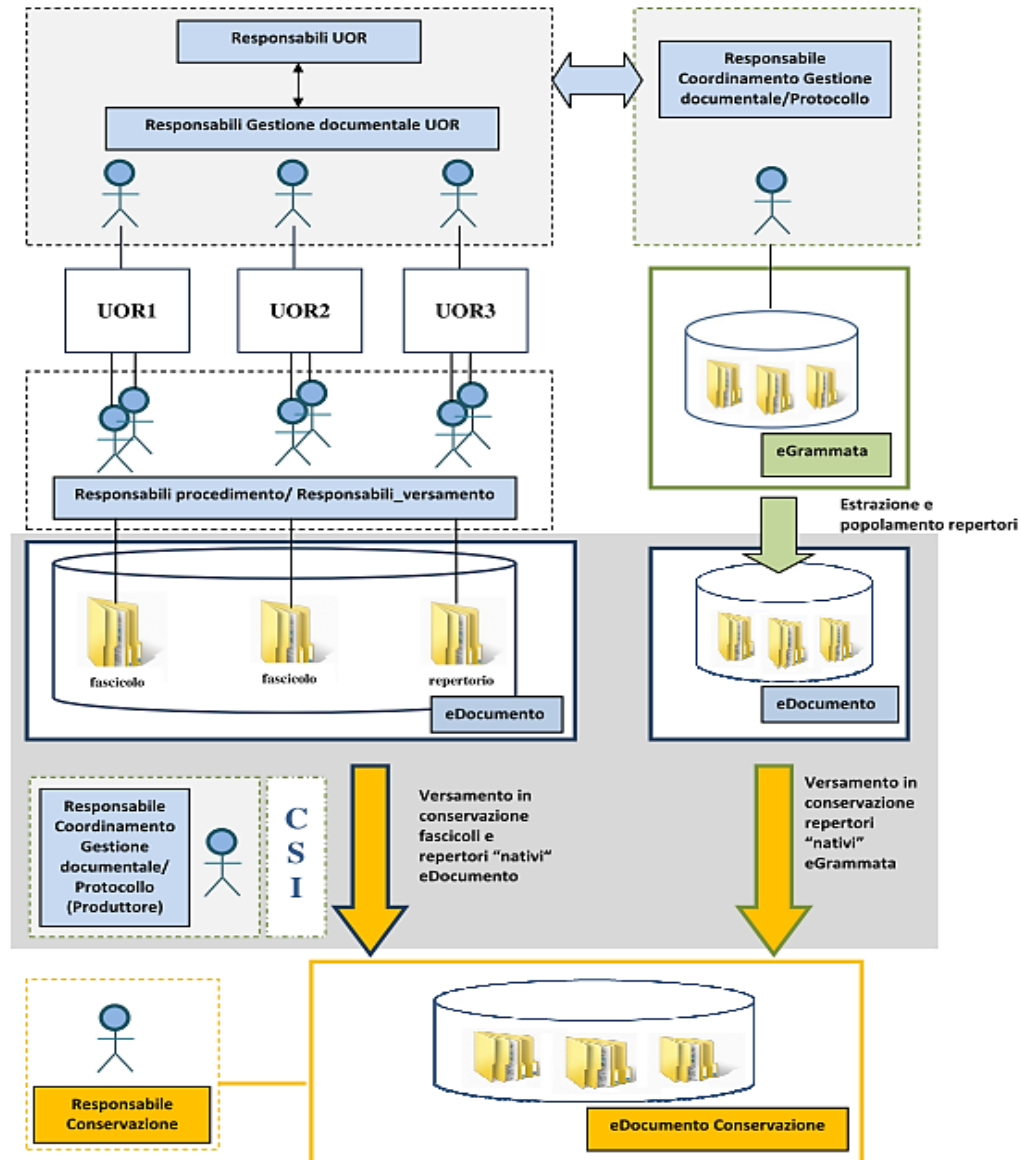 Responsabili UOR
Responsabili Gestione documentale UOR
Responsabile
Coordinamento Gestione
documentale/Protocollo
UOR1
UOR2
UOR3
eGrammata
Responsabili procedimento/ Responsabili_versamento
Estrazione e
popolamento repertori
fascicolo
fascicolo
repertorio
eDocumento
eDocumento
Responsabile
Coordinamento
Gestione
documentale/
Protocollo
(Produttore)
C
S
I
Versamento in
conservazione
fascicoli e
repertori “nativi“
eDocumento
Versamento in
conservazione
repertori
“nativi”
eGrammata
Responsabile
Conservazione
eDocumento Conservazione